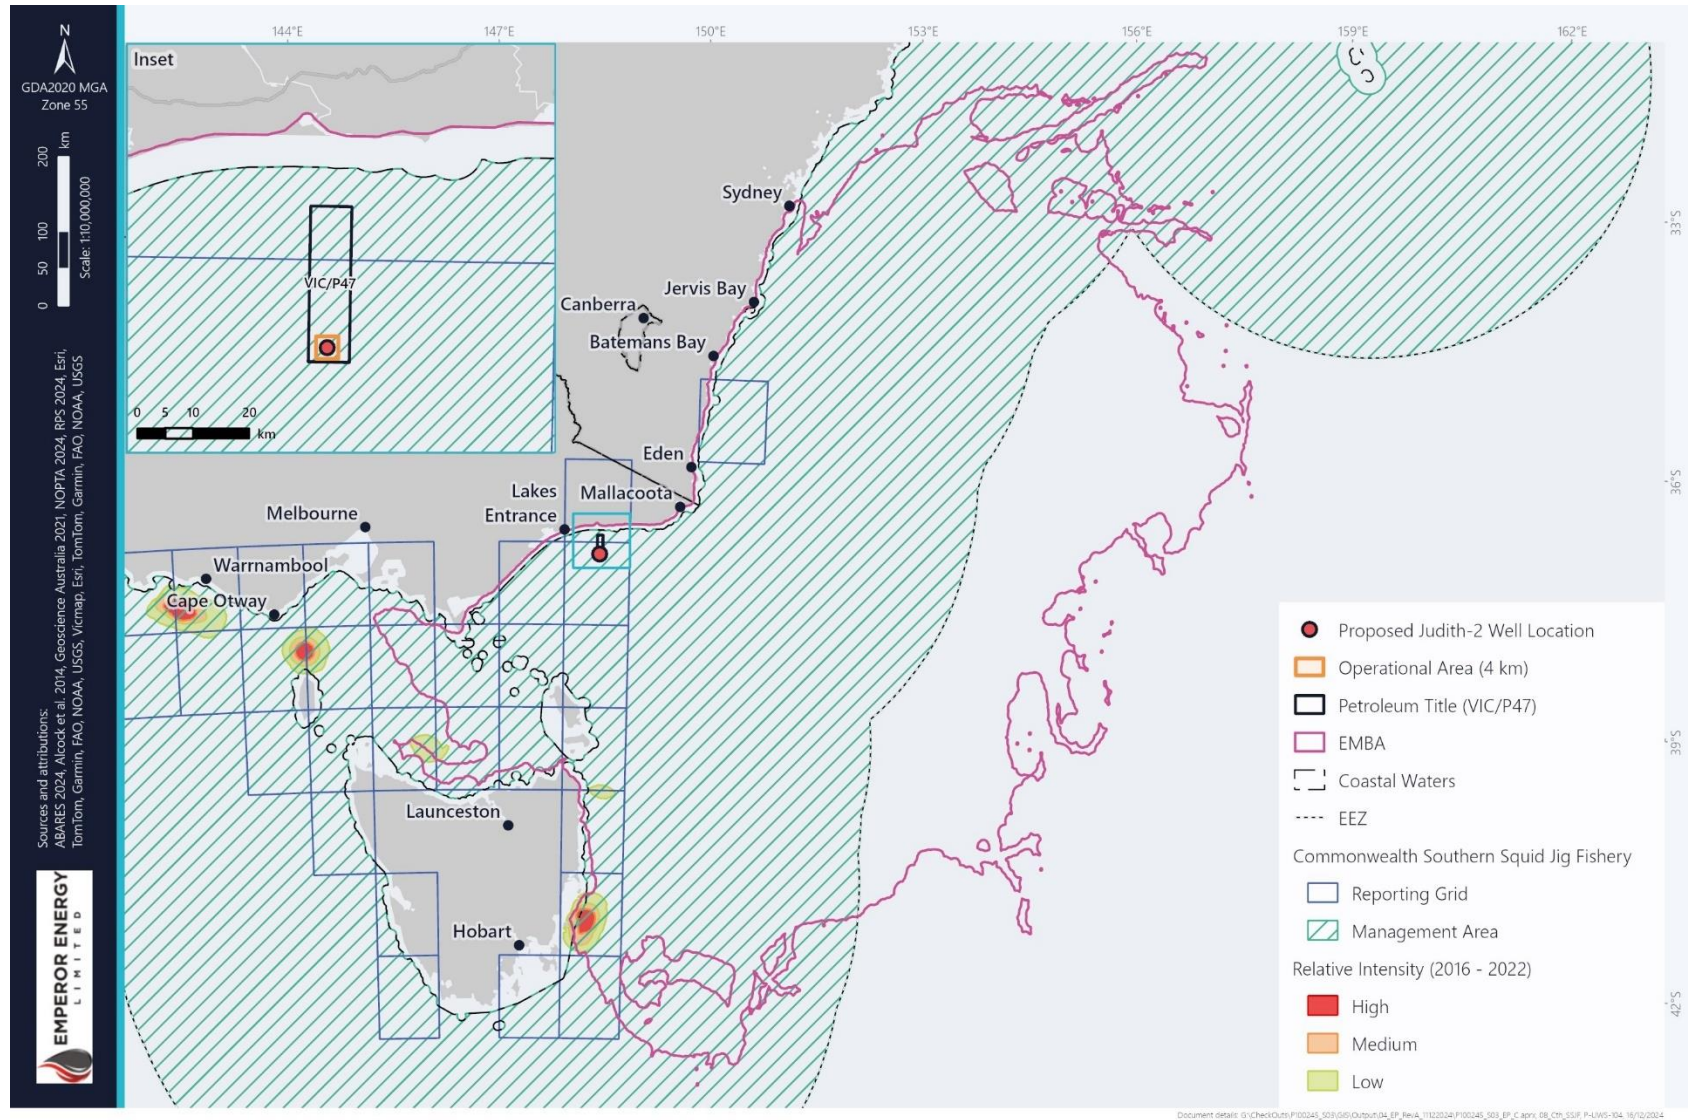 N
GDA2020 MGA
Zone 55
0 50 100 200
km
Scale: 1:10,000,000
Sources and attributions:
ABARES 2024, Alcock et al. 2014, Geoscience Australia 2021, NOPTA 2024, RPS 2024, Esri,
TomTom, Garmin, FAO, NOAA, USGS, Vicmap, Esri, TomTom, Garmin, FAO, NOAA, USGS
EMPEROR ENERGY
LIMITED
144°E 147°E 150°E 153°E 156°E 159°E 162°E
Inset
VIC/P47
0 5 10 20
km
Sydney
33°S
Jervis Bay
Canberra
Batemans Bay
Eden
36°S
Lakes
Entrance
Mallacoota
Melbourne
Warrnambool
Cape Otway
39°S
Launceston
Hobart
42°S
Proposed Judith-2 Well Location
Operational Area (4 km)
Petroleum Title (VIC/P47)
EMBA
Coastal Waters
EEZ
Commonwealth Southern Squid Jig Fishery
Reporting Grid
Management Area
Relative Intensity (2016 - 2022)
High
Medium
Low